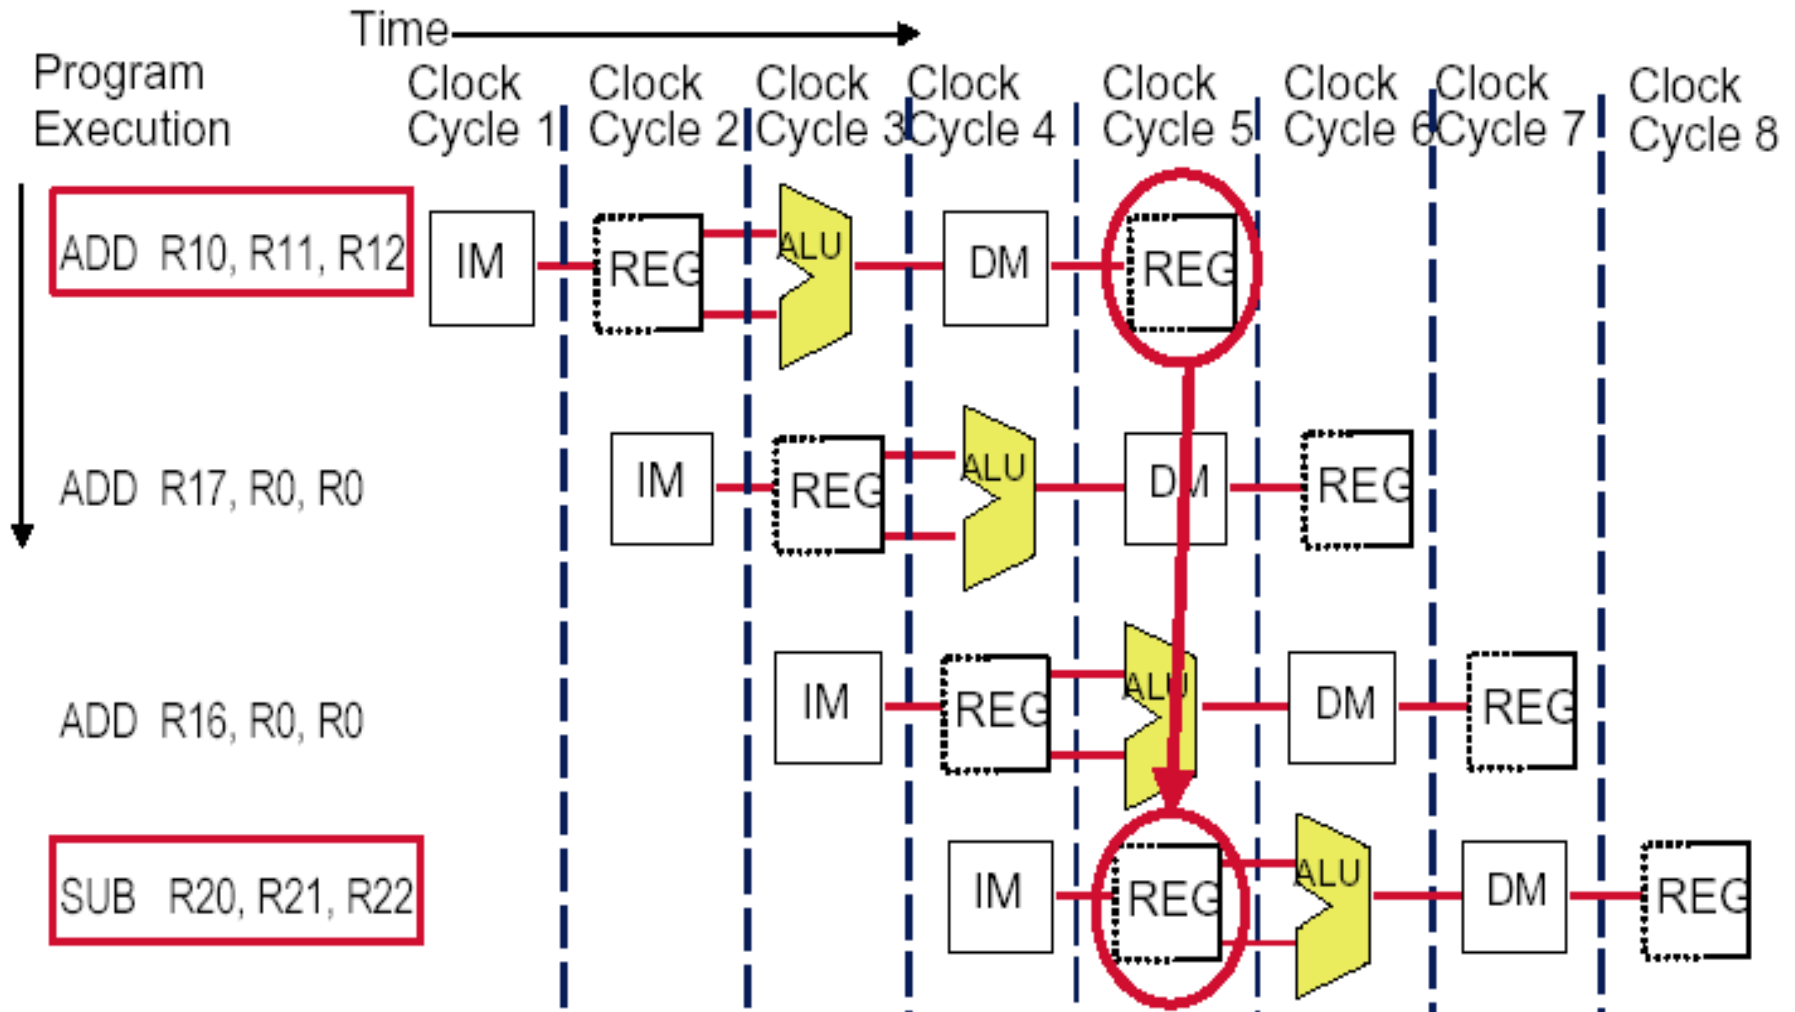 Time
Program Execution
Clock Cycle 1
Clock Cycle 2
Clock Cycle 3
Clock Cycle 4
Clock Cycle 5
Clock Cycle 6
Clock Cycle 7
Clock Cycle 8
ADD R10, R11, R12
IM REG ALU DM REG
ADD R17, R0, R0
IM REG ALU DM REG
ADD R16, R0, R0
IM REG ALU DM REG
SUB R20, R21, R22
IM REG ALU DM REG